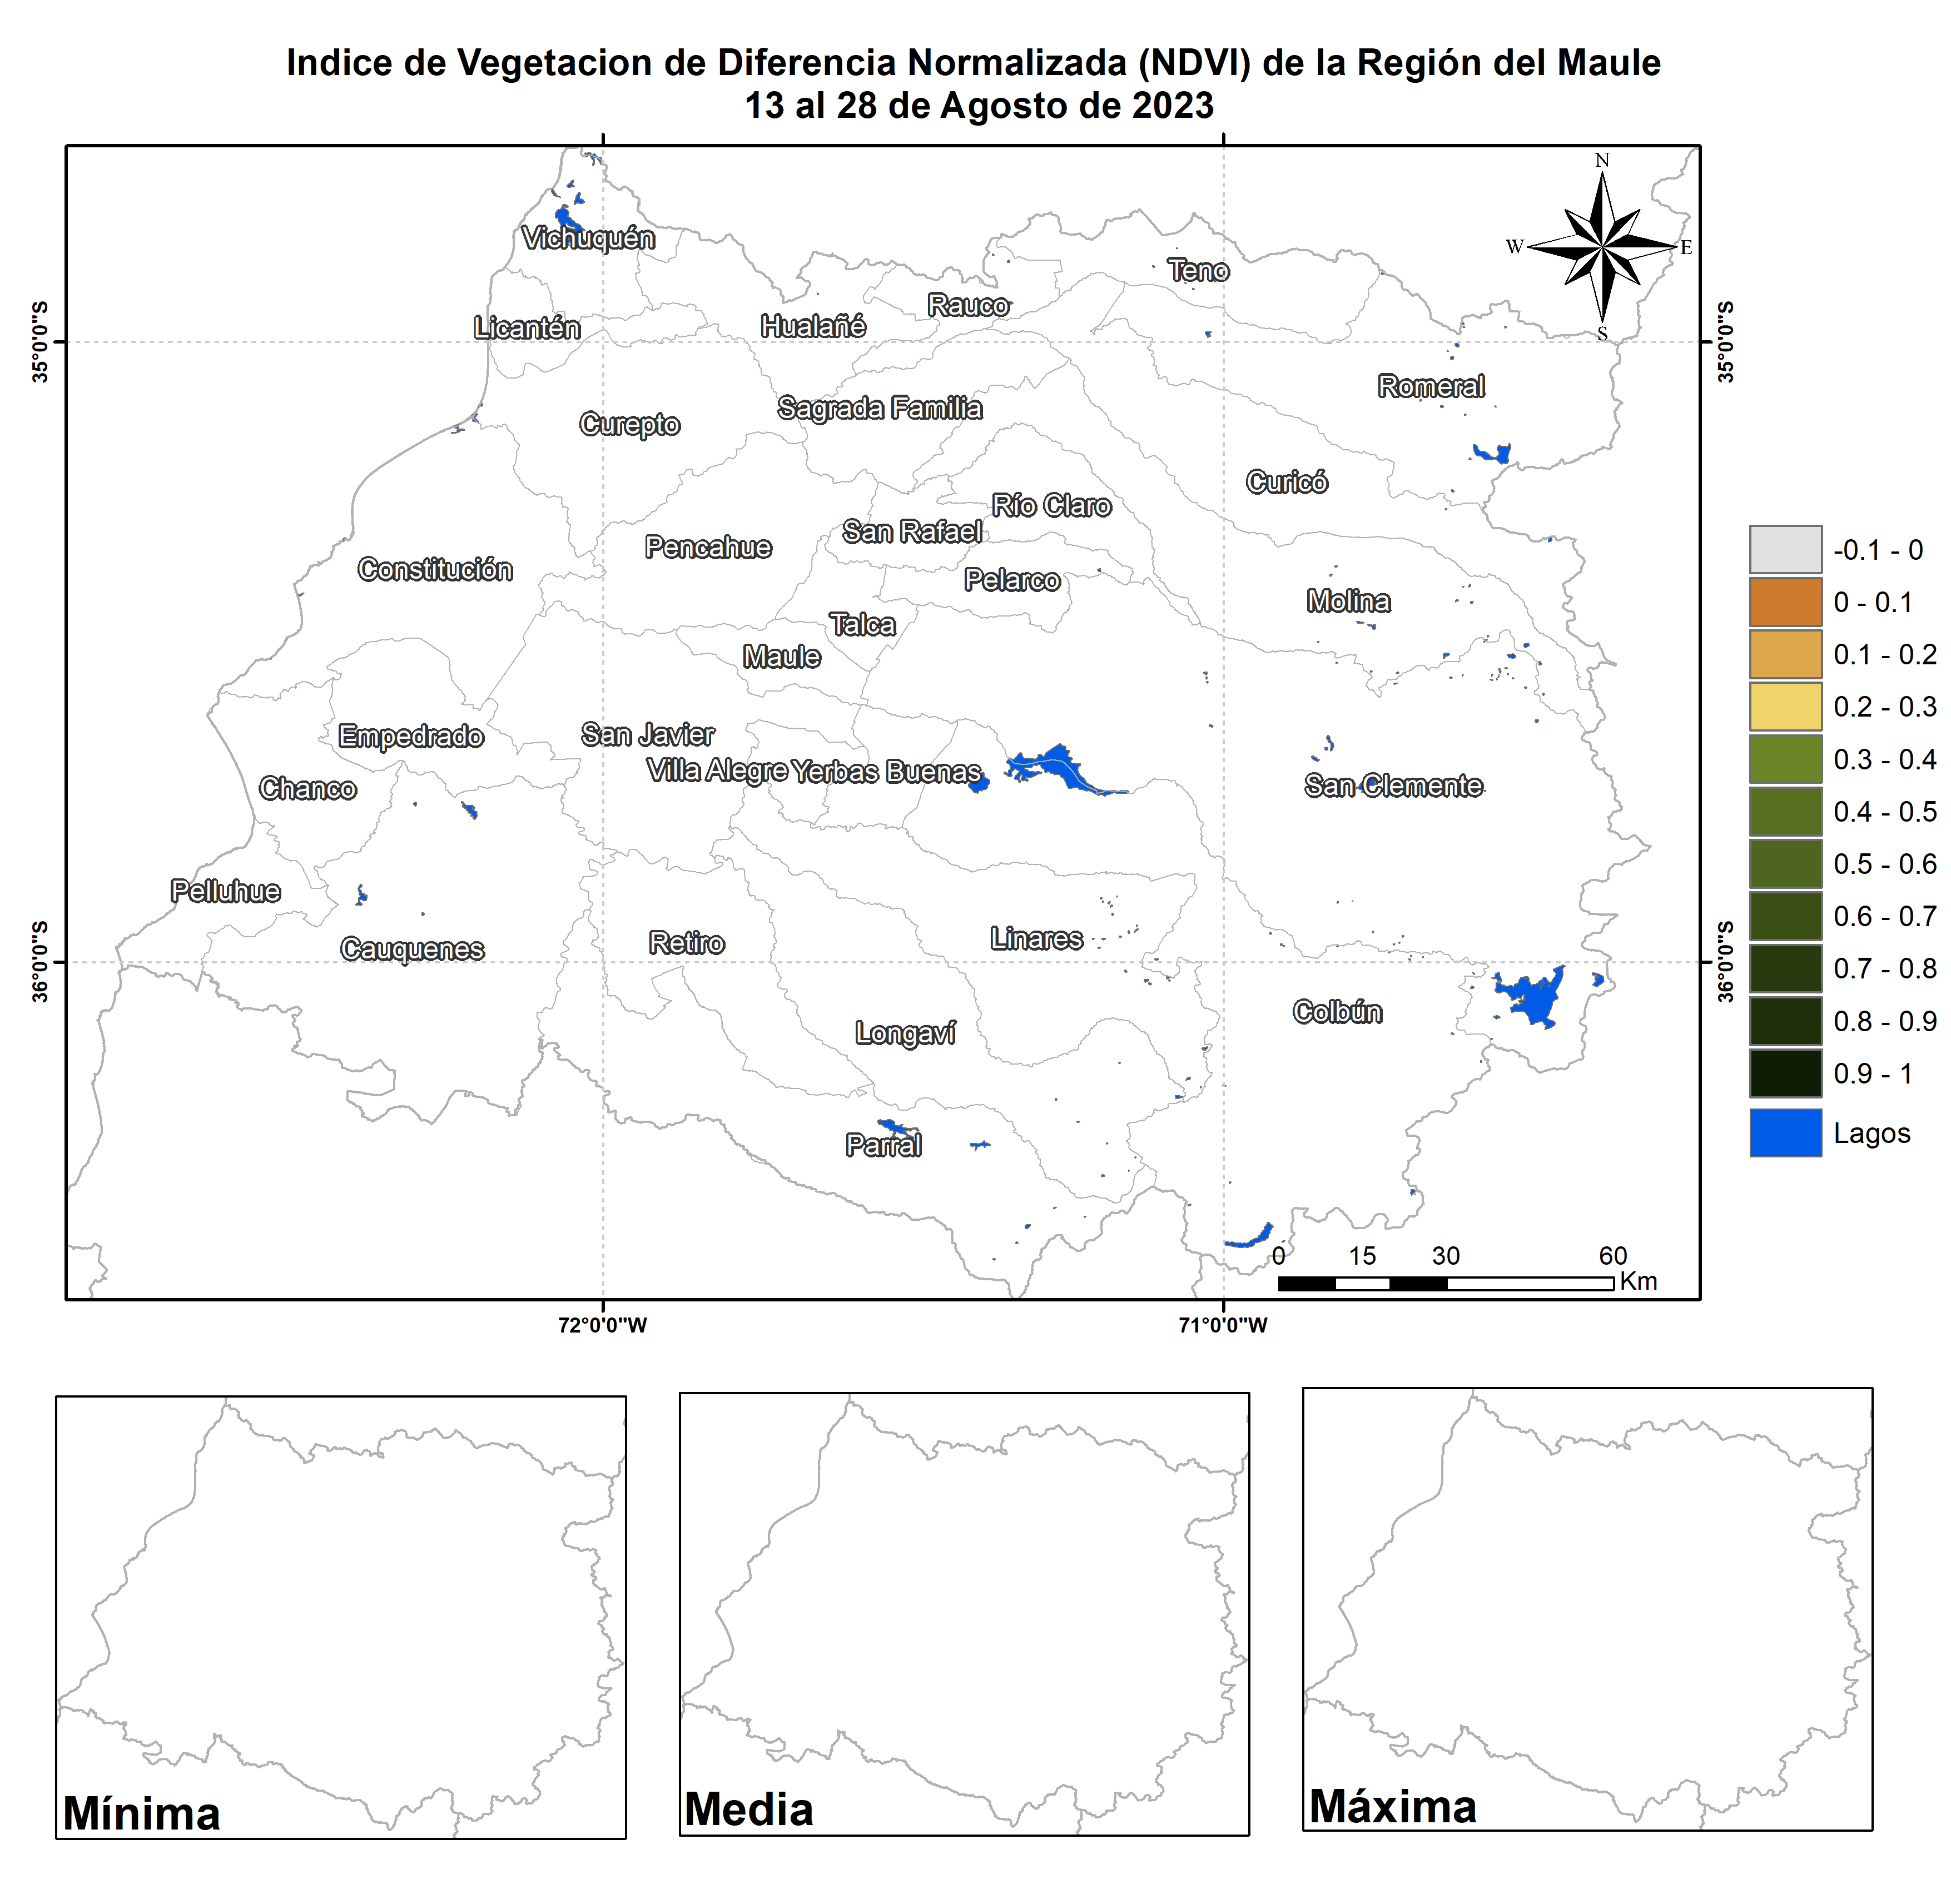 Indice de Vegetacion de Diferencia Normalizada (NDVI) de la Región del Maule
13 al 28 de Agosto de 2023
N
W
E
S
Vichuquén
Teno
Rauco
Licantén
Hualañé
35°0'0"S
35°0'0"S
Romeral
Sagrada Familia
Curepto
Curicó
Río Claro
San Rafael
Pencahue
Constitución
Pelarco
Molina
Talca
Maule
Empedrado
San Javier
Villa Alegre
Yerbas Buenas
Chanco
San Clemente
Pelluhue
Cauquenes
Retiro
Linares
36°0'0"S
36°0'0"S
Colbún
Longaví
Parral
0
15
30
60
Km
72°0'0"W
71°0'0"W
-0.1 - 0
0 - 0.1
0.1 - 0.2
0.2 - 0.3
0.3 - 0.4
0.4 - 0.5
0.5 - 0.6
0.6 - 0.7
0.7 - 0.8
0.8 - 0.9
0.9 - 1
Lagos
Mínima
Media
Máxima